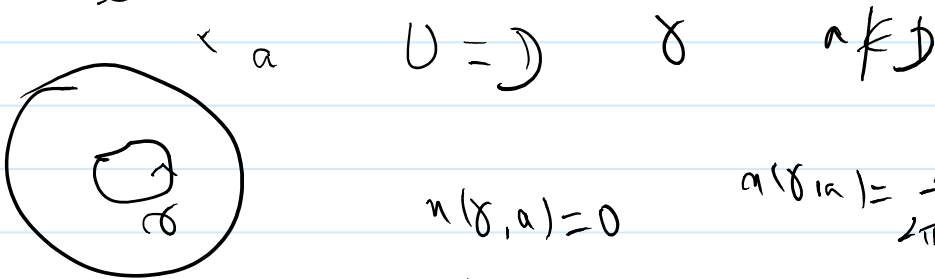 a U = D γ a ∉ D
γ
n(γ, a) = 0 n(γ, a) =